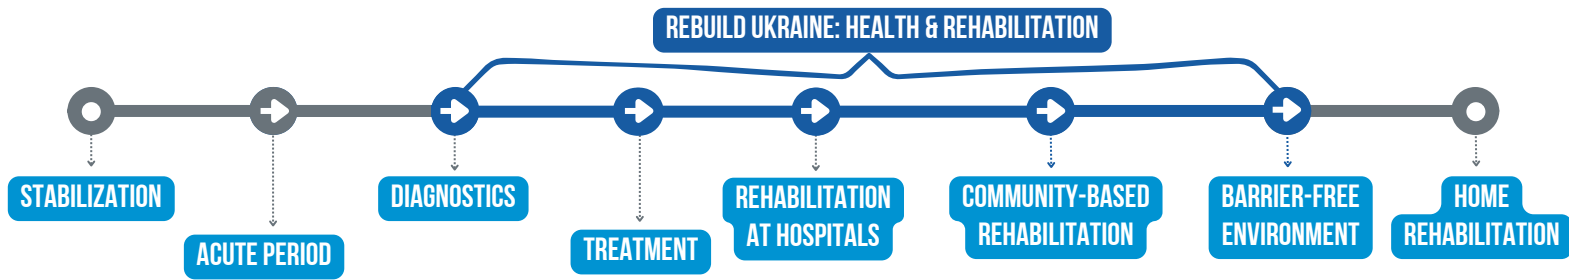 REBUILD UKRAINE: HEALTH & REHABILITATION
STABILIZATION
ACUTE PERIOD
DIAGNOSTICS
TREATMENT
REHABILITATION
AT HOSPITALS
COMMUNITY-BASED
REHABILITATION
BARRIER-FREE
ENVIRONMENT
HOME
REHABILITATION